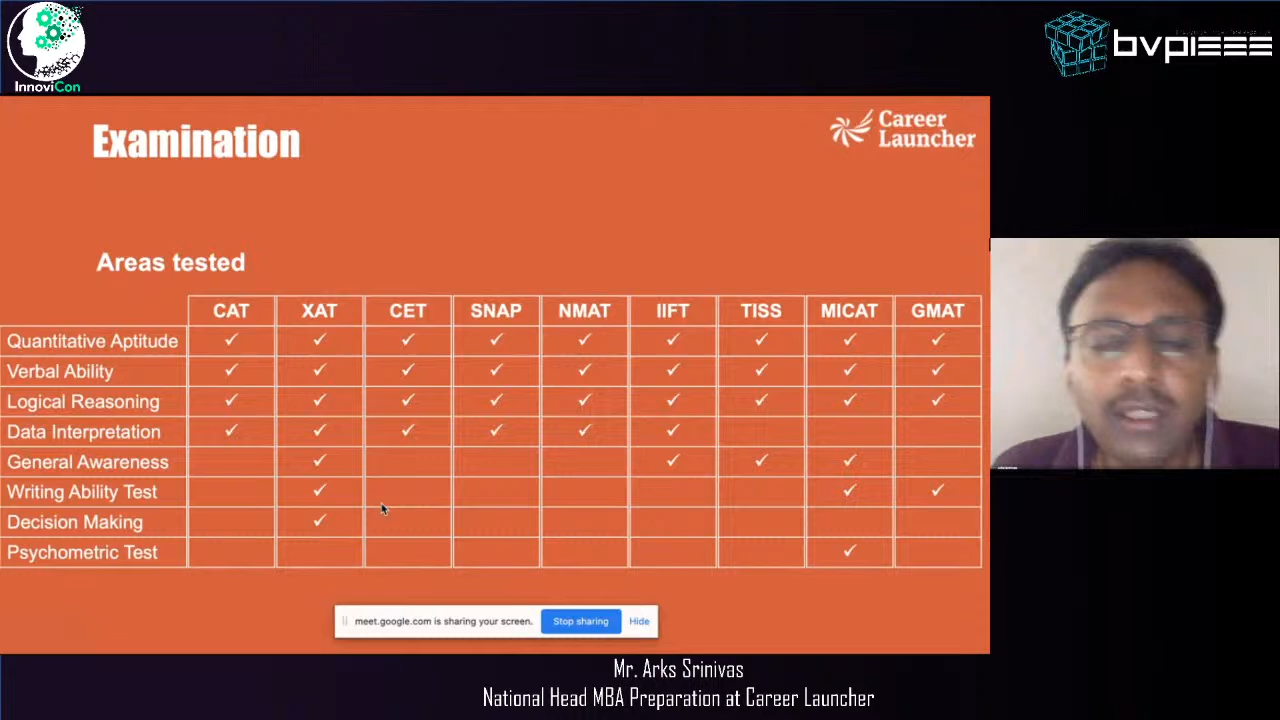 InnoviCon
bvpieee
Examination
Career
Launcher
Areas tested
CAT XAT CET SNAP NMAT IIFT TISS MICAT GMAT
Quantitative Aptitude ✓ ✓ ✓ ✓ ✓ ✓ ✓ ✓ ✓
Verbal Ability ✓ ✓ ✓ ✓ ✓ ✓ ✓ ✓ ✓
Logical Reasoning ✓ ✓ ✓ ✓ ✓ ✓ ✓ ✓ ✓
Data Interpretation ✓ ✓ ✓ ✓ ✓ ✓
General Awareness ✓ ✓ ✓ ✓
Writing Ability Test ✓ ✓ ✓
Decision Making ✓
Psychometric Test ✓
meet.google.com is sharing your screen. Stop sharing Hide
Mr. Arks Srinivas
National Head MBA Preparation at Career Launcher